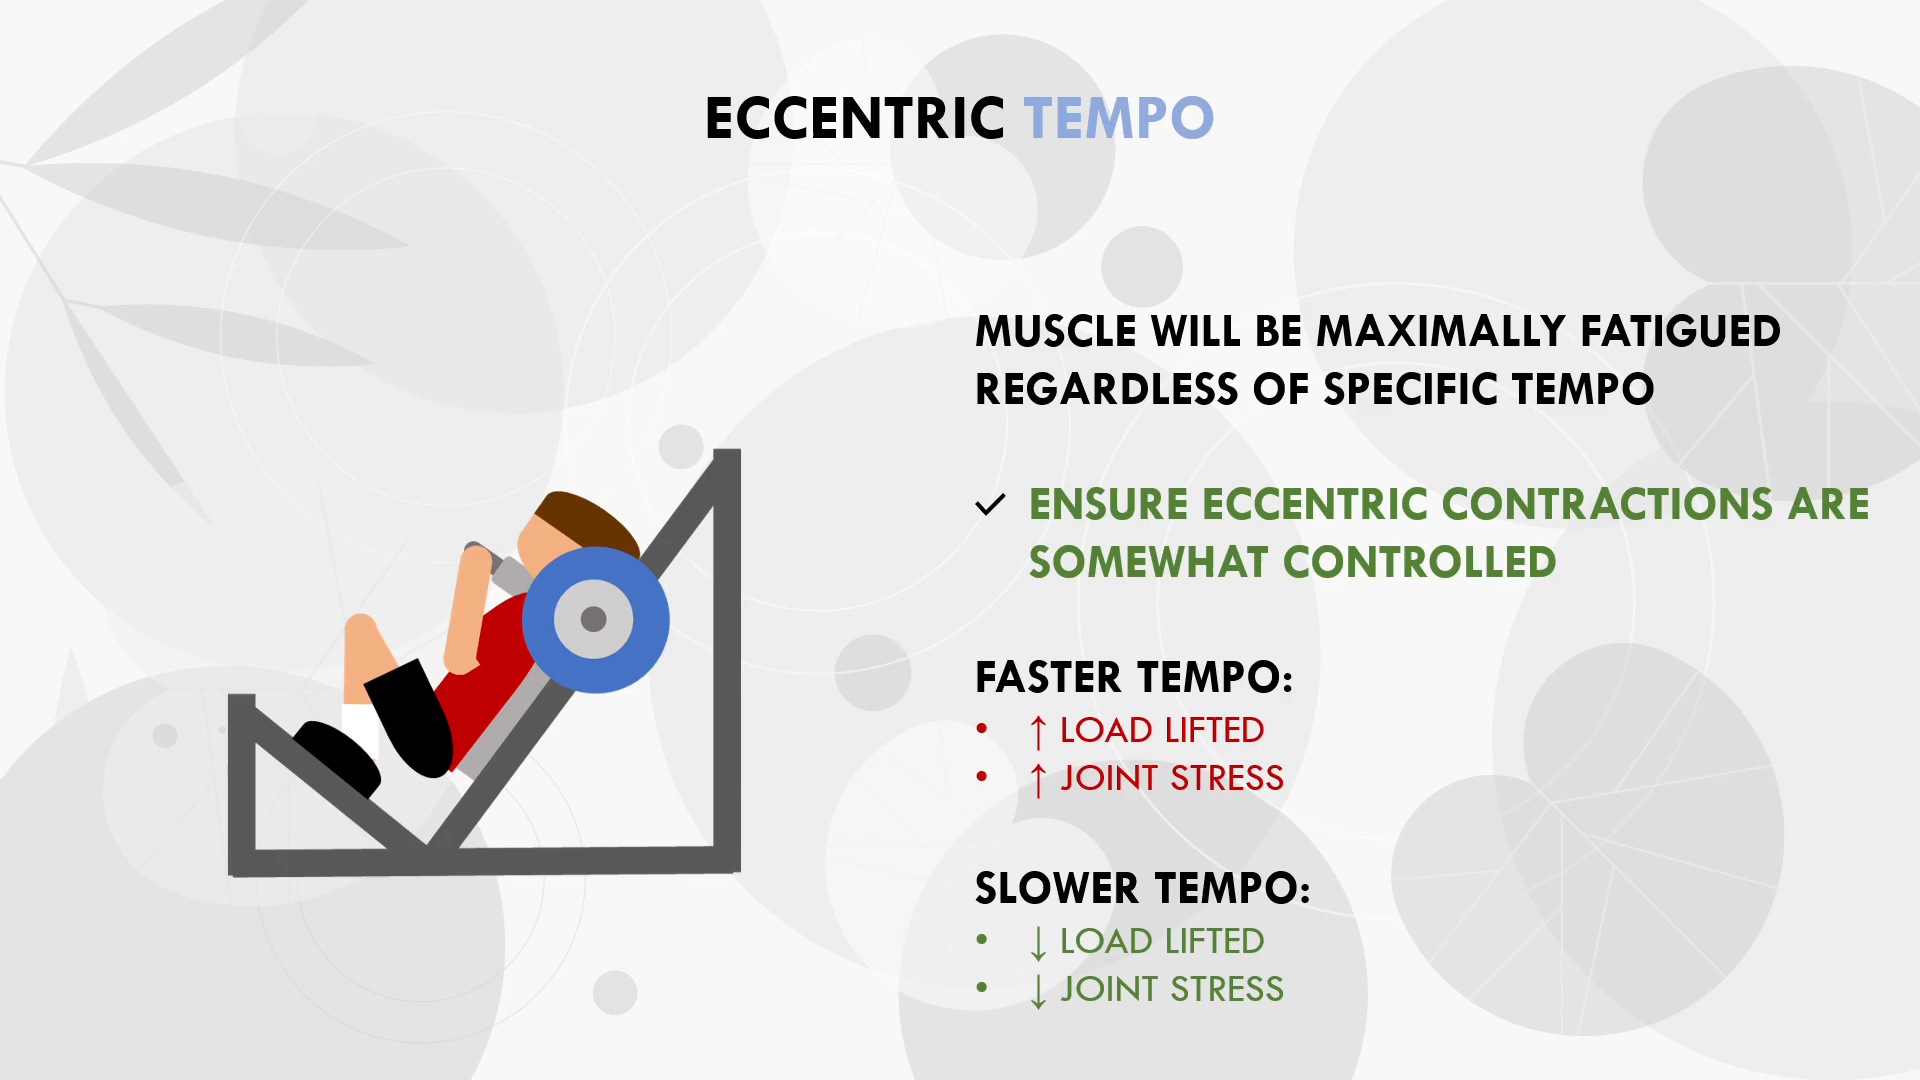 ECCENTRIC TEMPO
MUSCLE WILL BE MAXIMALLY FATIGUED
REGARDLESS OF SPECIFIC TEMPO
✓ ENSURE ECCENTRIC CONTRACTIONS ARE
SOMEWHAT CONTROLLED
FASTER TEMPO:
• ↑ LOAD LIFTED
• ↑ JOINT STRESS
SLOWER TEMPO:
• ↓ LOAD LIFTED
• ↓ JOINT STRESS